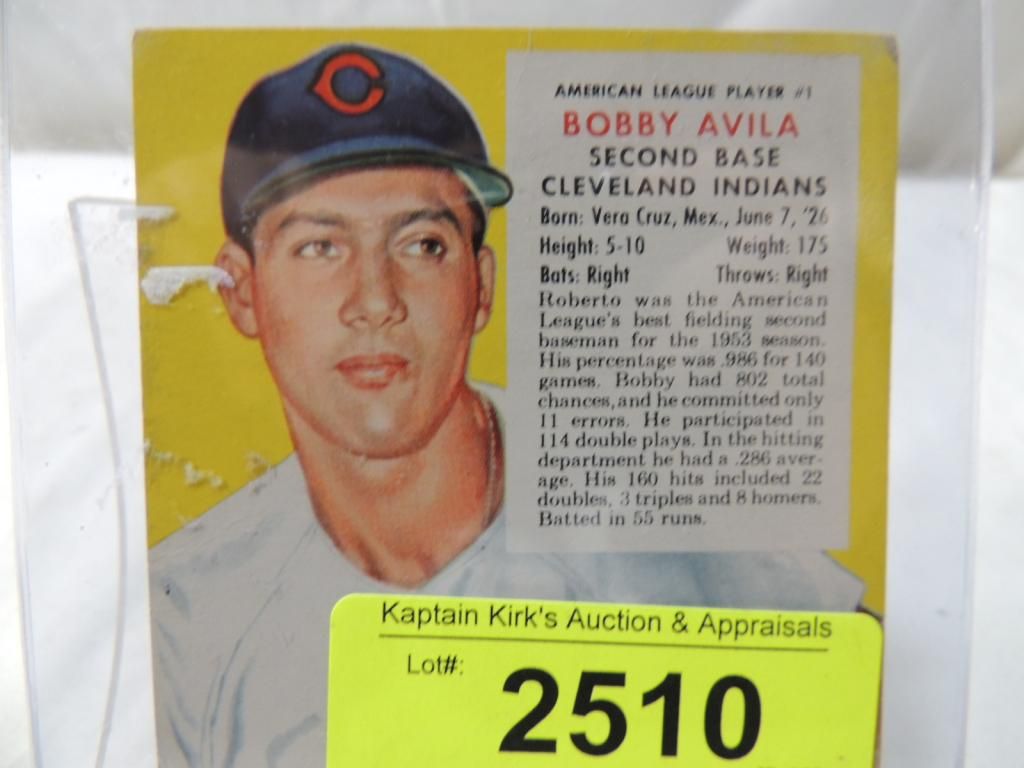 C
AMERICAN LEAGUE PLAYER #1
BOBBY AVILA
SECOND BASE
CLEVELAND INDIANS
Born: Vera Cruz, Mex., June 7, '26
Height: 5-10 Weight: 175
Bats: Right Throws: Right
Roberto was the American
League's best fielding second
baseman for the 1953 season.
His percentage was .986 for 140
games. Bobby had 802 total
chances, and he committed only
11 errors. He participated in
114 double plays. In the hitting
department he had a .286 aver-
age. His 160 hits included 22
doubles, 3 triples and 8 homers.
Batted in 55 runs.
Kaptain Kirk's Auction & Appraisals
Lot#:
2510